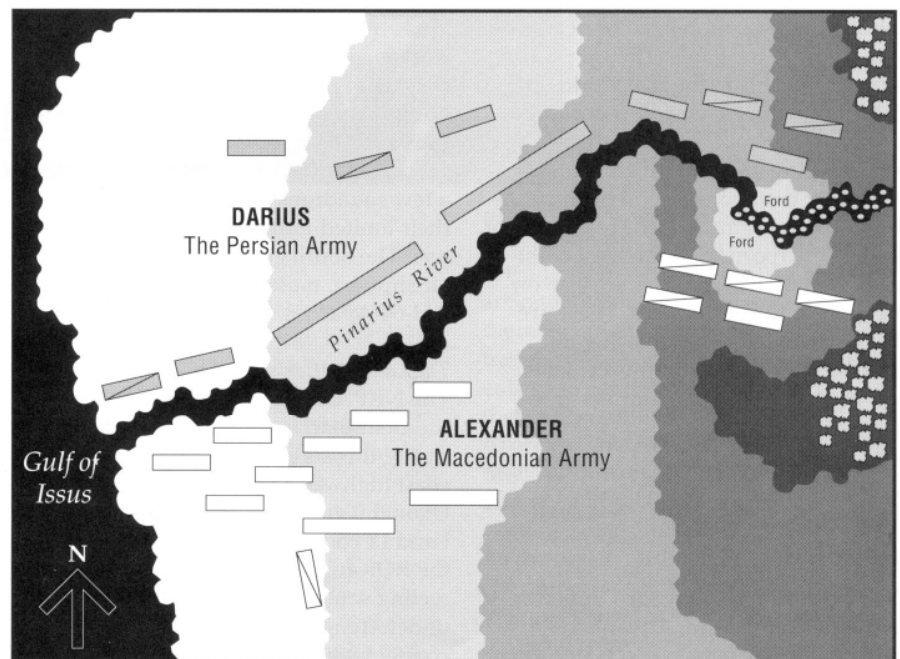 Ford
DARIUS
The Persian Army
Ford
Pinarius River
ALEXANDER
The Macedonian Army
Gulf of
Issus
N